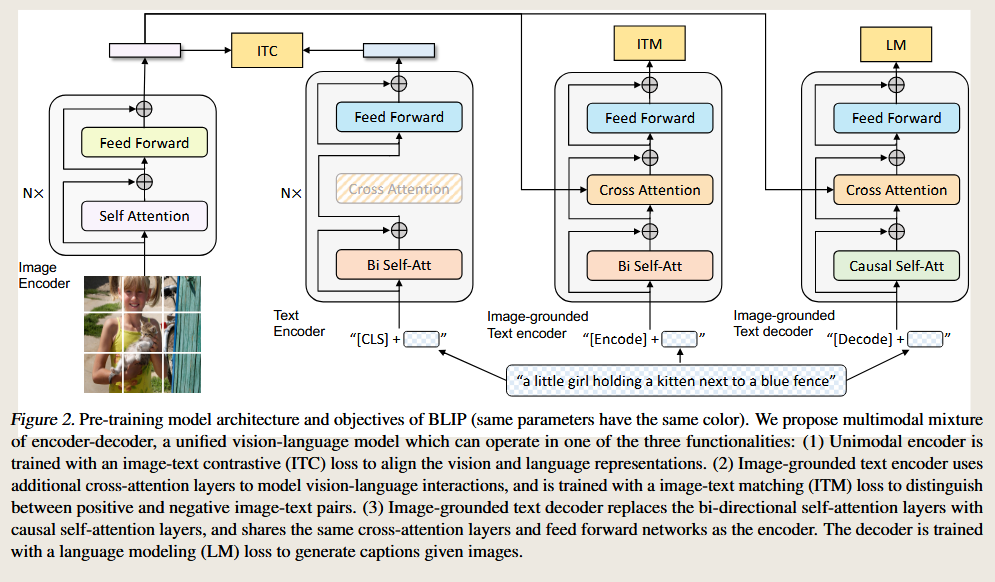 ITC
ITM
LM
Feed Forward
Feed Forward
Feed Forward
Feed Forward
N×
Self Attention
N×
Cross Attention
Cross Attention
Cross Attention
Bi Self-Att
Bi Self-Att
Causal Self-Att
Image
Encoder
Text
Encoder
"[CLS] + "
Image-grounded
Text encoder
"[Encode] + "
Image-grounded
Text decoder
"[Decode] + "
"a little girl holding a kitten next to a blue fence"
Figure 2. Pre-training model architecture and objectives of BLIP (same parameters have the same color). We propose multimodal mixture
of encoder-decoder, a unified vision-language model which can operate in one of the three functionalities: (1) Unimodal encoder is
trained with an image-text contrastive (ITC) loss to align the vision and language representations. (2) Image-grounded text encoder uses
additional cross-attention layers to model vision-language interactions, and is trained with a image-text matching (ITM) loss to distinguish
between positive and negative image-text pairs. (3) Image-grounded text decoder replaces the bi-directional self-attention layers with
causal self-attention layers, and shares the same cross-attention layers and feed forward networks as the encoder. The decoder is trained
with a language modeling (LM) loss to generate captions given images.